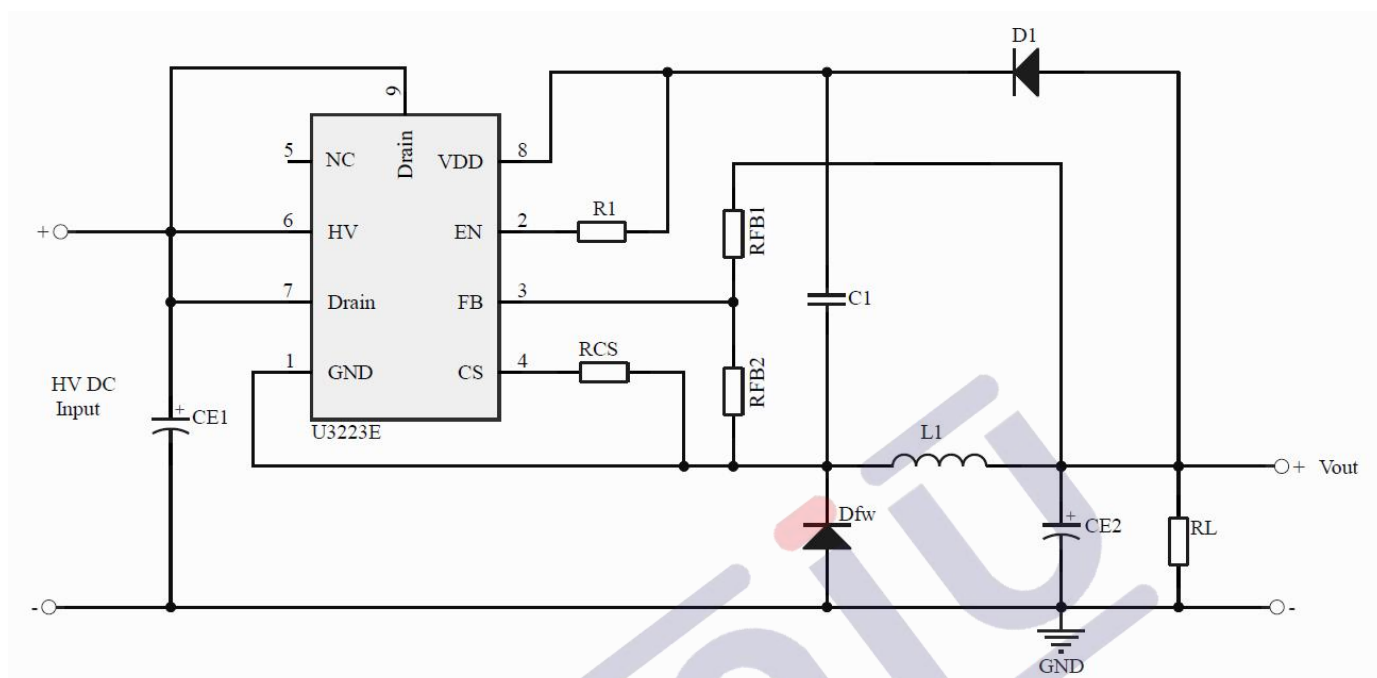 D1
9
Drain
5 NC VDD 8
R1
RFB1
+ 6 HV EN 2
7 Drain FB 3
C1
RCS
RFB2
1 GND CS 4
HV DC
Input
+
CE1
U3223E
L1
+ Vout
Dfw
+
CE2
RL
- -
GND